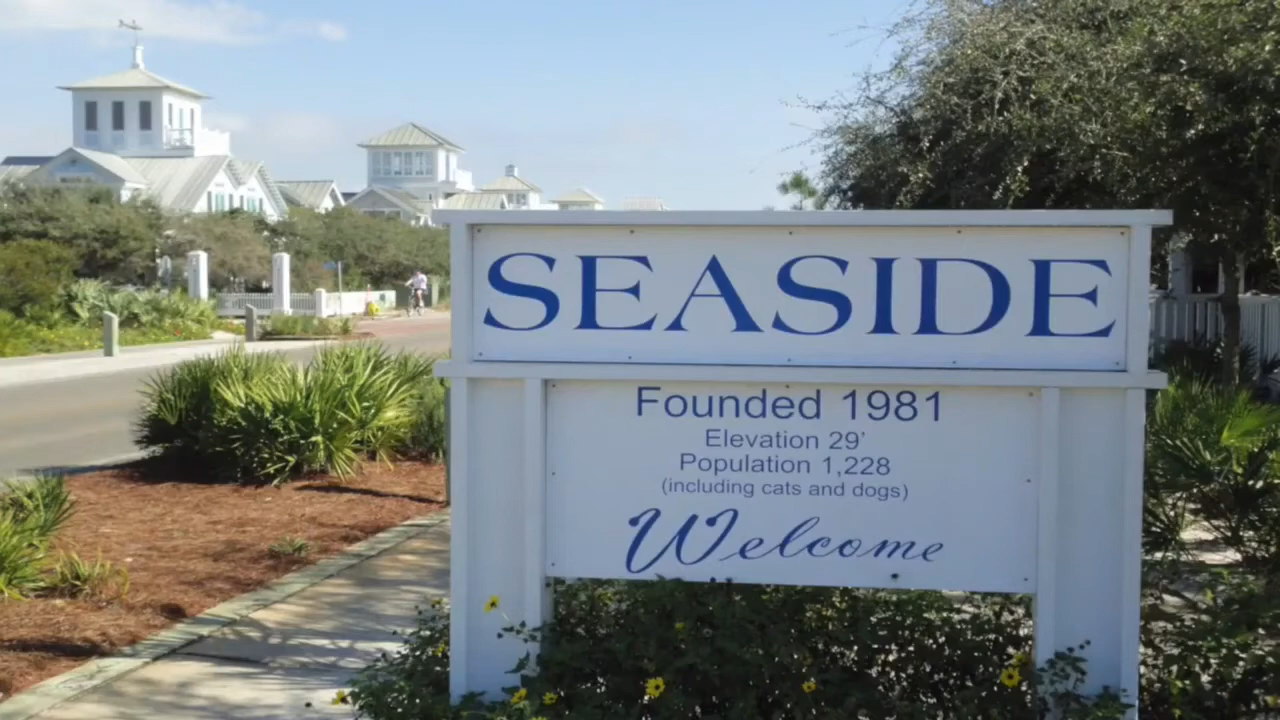 SEASIDE
Founded 1981
Elevation 29'
Population 1,228
(including cats and dogs)
Welcome